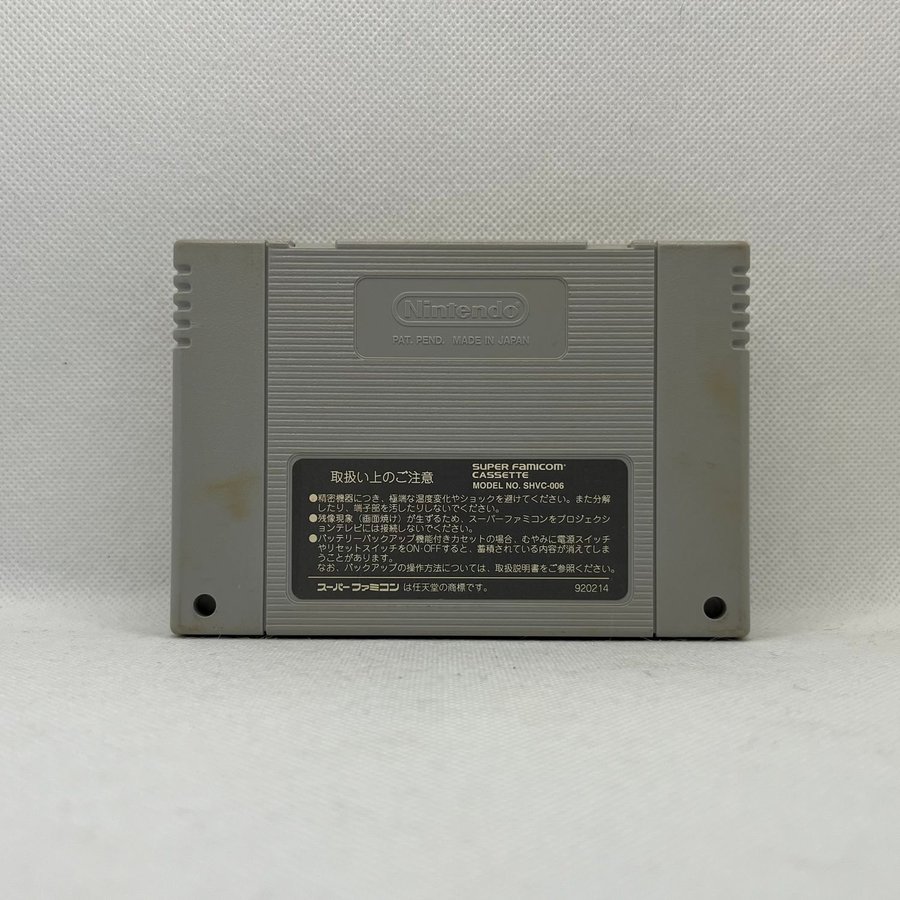 Nintendo
PAT. PEND. MADE IN JAPAN
取扱い上のご注意
SUPER FAMICOM
CASSETTE
MODEL NO. SHVC-006
●精密機器につき、極端な温度変化やショックを避けてください。また分解
したり、端子部を汚したりしないでください。
●残像現象（画面焼け）が生ずるため、スーパーファミコンをプロジェクシ
ョンテレビには接続しないでください。
●バッテリーバックアップ機能付きカセットの場合、むやみに電源スイッチ
やリセットスイッチをON・OFFすると、蓄積されている内容が消えてしま
うことがあります。
なお、バックアップの操作方法については、取扱説明書をご参照ください。
スーパーファミコン は任天堂の商標です。 920214